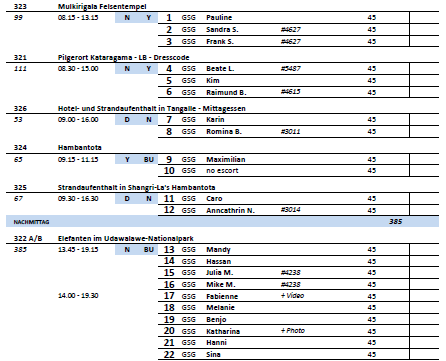 323 Mulkirigala Felsentempel
99 08.15 - 13.15 N Y 1 GSG Pauline 45
2 GSG Sandra S. #4627 45
3 GSG Frank S. #4627 45
321 Pilgerort Kataragama - LB - Dresscode
111 08.30 - 15.00 N Y 4 GSG Beate L. #5487 45
5 GSG Kim 45
6 GSG Raimund B. #4615 45
326 Hotel- und Strandaufenthalt in Tangalle - Mittagessen
53 09.00 - 16.00 D N 7 GSG Karin 45
8 GSG Romina B. #3011 45
324 Hambantota
65 09.15 - 11.15 Y BU 9 GSG Maximilian 45
10 GSG no escort 45
325 Strandaufenthalt in Shangri-La's Hambantota
67 09.30 - 16.30 D N 11 GSG Caro 45
12 GSG Anncathrin N. #3014 45
NACHMITTAG 385
322 A/B Elefanten im Udawalawe-Nationalpark
385 13.45 - 19.15 N BU 13 GSG Mandy 45
14 GSG Hassan 45
15 GSG Julia M. #4238 45
16 GSG Mike M. #4238 45
14.00 - 19.30 17 GSG Fabienne + Video 45
18 GSG Melanie 45
19 GSG Benjo 45
20 GSG Katharina + Photo 45
21 GSG Hanni 45
22 GSG Sina 45